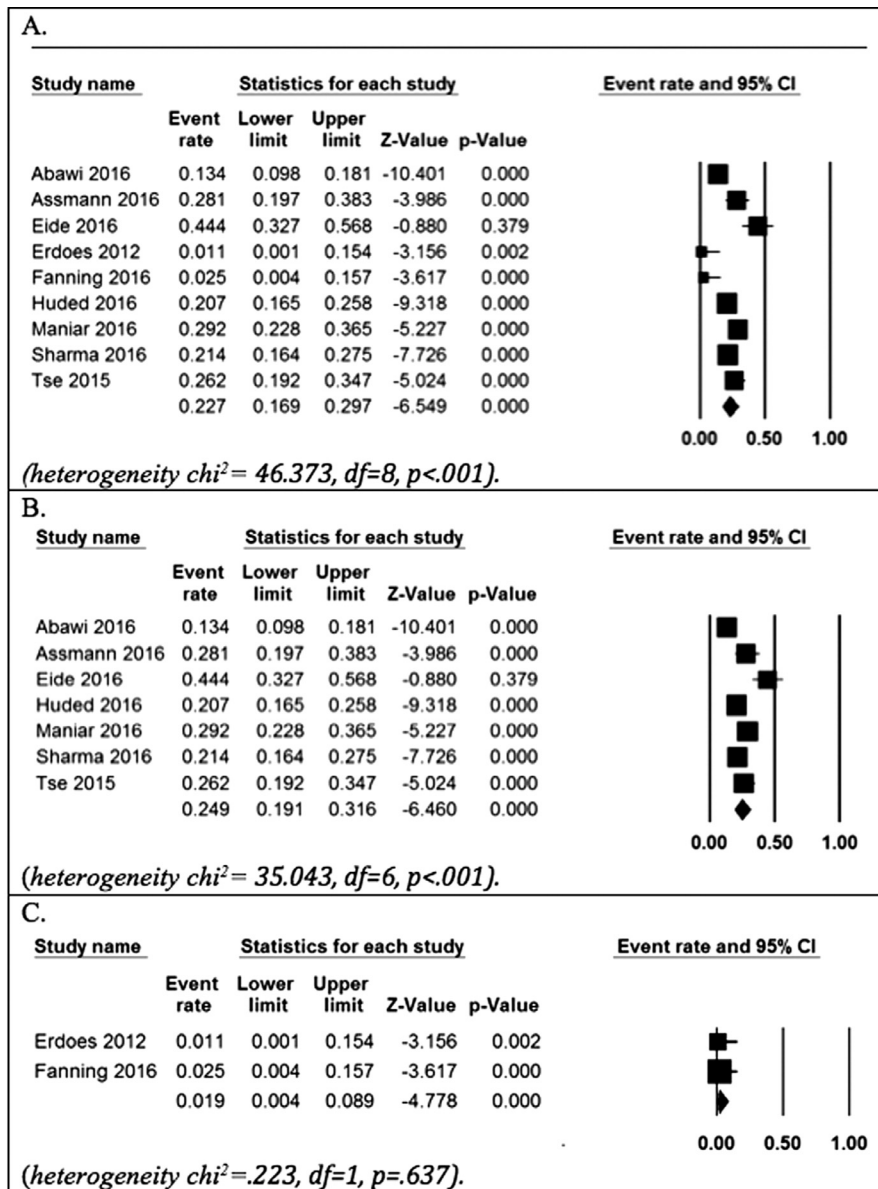 A.
Study name Statistics for each study Event rate and 95% CI
Event Lower Upper
rate limit limit Z-Value p-Value
Abawi 2016 0.134 0.098 0.181 -10.401 0.000
Assmann 2016 0.281 0.197 0.383 -3.986 0.000
Eide 2016 0.444 0.327 0.568 -0.880 0.379
Erdoes 2012 0.011 0.001 0.154 -3.156 0.002
Fanning 2016 0.025 0.004 0.157 -3.617 0.000
Huded 2016 0.207 0.165 0.258 -9.318 0.000
Maniar 2016 0.292 0.228 0.365 -5.227 0.000
Sharma 2016 0.214 0.164 0.275 -7.726 0.000
Tse 2015 0.262 0.192 0.347 -5.024 0.000
0.227 0.169 0.297 -6.549 0.000
0.00 0.50 1.00
(heterogeneity chi²= 46.373, df=8, p<.001).
B.
Study name Statistics for each study Event rate and 95% CI
Event Lower Upper
rate limit limit Z-Value p-Value
Abawi 2016 0.134 0.098 0.181 -10.401 0.000
Assmann 2016 0.281 0.197 0.383 -3.986 0.000
Eide 2016 0.444 0.327 0.568 -0.880 0.379
Huded 2016 0.207 0.165 0.258 -9.318 0.000
Maniar 2016 0.292 0.228 0.365 -5.227 0.000
Sharma 2016 0.214 0.164 0.275 -7.726 0.000
Tse 2015 0.262 0.192 0.347 -5.024 0.000
0.249 0.191 0.316 -6.460 0.000
0.00 0.50 1.00
(heterogeneity chi²= 35.043, df=6, p<.001).
C.
Study name Statistics for each study Event rate and 95% CI
Event Lower Upper
rate limit limit Z-Value p-Value
Erdoes 2012 0.011 0.001 0.154 -3.156 0.002
Fanning 2016 0.025 0.004 0.157 -3.617 0.000
0.019 0.004 0.089 -4.778 0.000
0.00 0.50 1.00
(heterogeneity chi²=.223, df=1, p=.637).